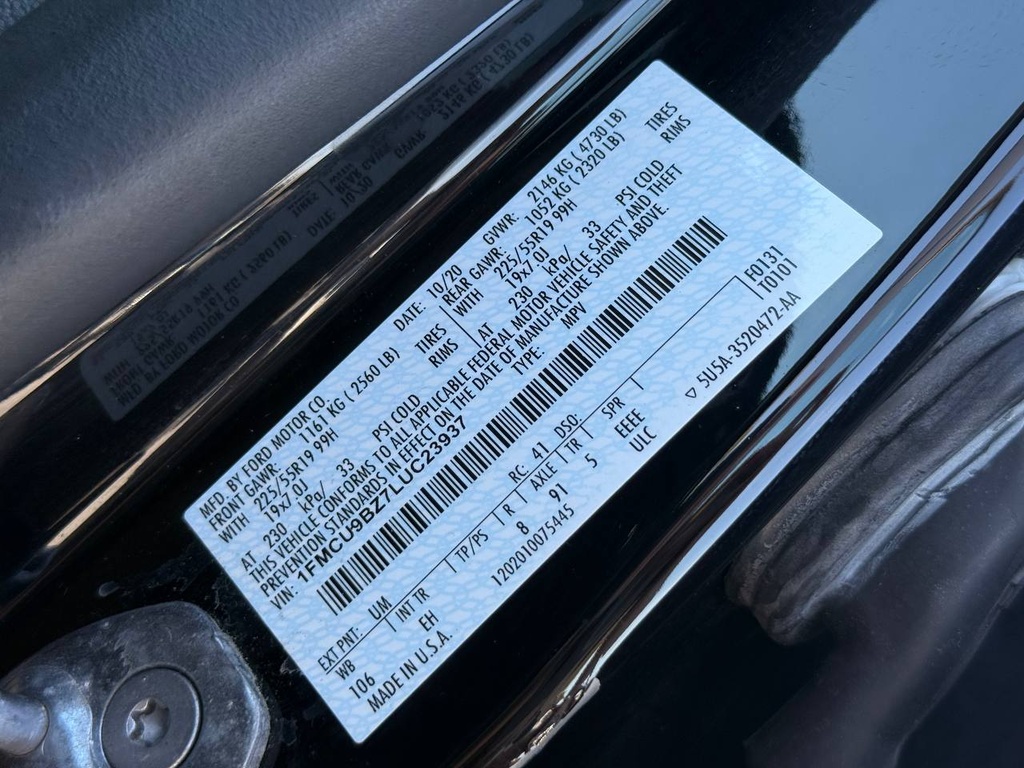 MFD. BY FORD MOTOR CO.
DATE: 10/20 GVWR: 2146 KG ( 4730 LB)
FRONT GAWR: 1161 KG ( 2560 LB) REAR GAWR: 1052 KG ( 2320 LB)
WITH 225/55R19 99H TIRES WITH 225/55R19 99H TIRES
19x7.0J RIMS 19x7.0J RIMS
AT 230 kPa/ 33 PSI COLD AT 230 kPa/ 33 PSI COLD
THIS VEHICLE CONFORMS TO ALL APPLICABLE FEDERAL MOTOR VEHICLE SAFETY AND THEFT
PREVENTION STANDARDS IN EFFECT ON THE DATE OF MANUFACTURE SHOWN ABOVE.
VIN: 1FMCU9BZ7LUC23937 TYPE: MPV
F0131
T0101
EXT PNT: UM RC: 41 DSO:
WB INT TR TP/PS R AXLE TR SPR
106 EH 8 91 5 EEEE
MADE IN U.S.A. 1202010075445 ULC
▽ 5U5A-3520472-AA